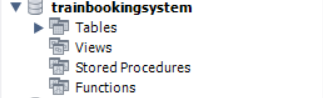 trainbookingsystem
Tables
Views
Stored Procedures
Functions